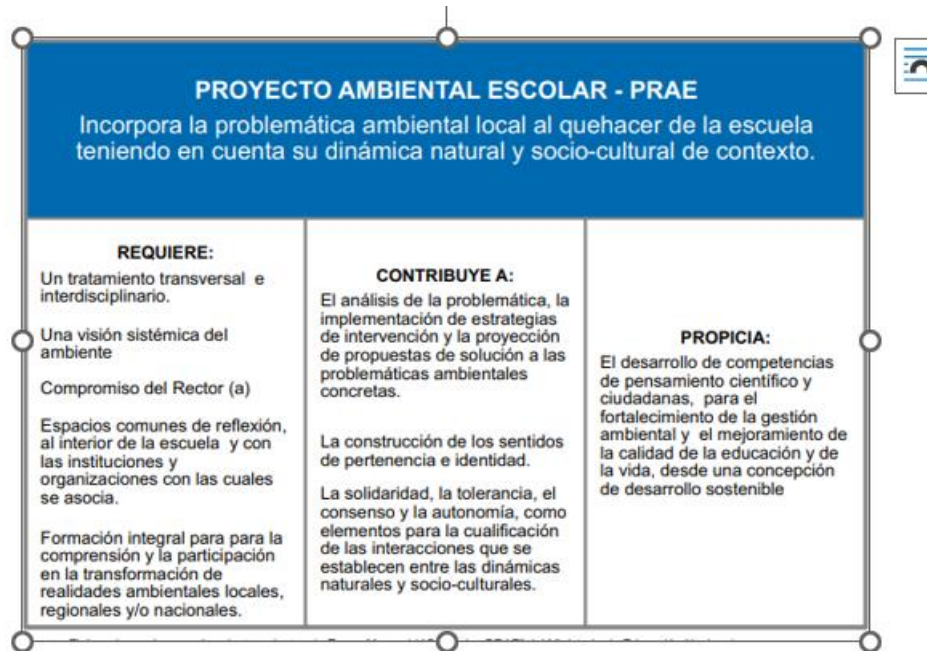 PROYECTO AMBIENTAL ESCOLAR - PRAE
Incorpora la problemática ambiental local al quehacer de la escuela
teniendo en cuenta su dinámica natural y socio-cultural de contexto.
REQUIERE:
Un tratamiento transversal e
interdisciplinario.
Una visión sistémica del
ambiente
Compromiso del Rector (a)
Espacios comunes de reflexión,
al interior de la escuela y con
las instituciones y
organizaciones con las cuales
se asocia.
Formación integral para para la
comprensión y la participación
en la transformación de
realidades ambientales locales,
regionales y/o nacionales.
CONTRIBUYE A:
El análisis de la problemática, la
implementación de estrategias
de intervención y la proyección
de propuestas de solución a las
problemáticas ambientales
concretas.
La construcción de los sentidos
de pertenencia e identidad.
La solidaridad, la tolerancia, el
consenso y la autonomía, como
elementos para la cualificación
de las interacciones que se
establecen entre las dinámicas
naturales y socio-culturales.
PROPICIA:
El desarrollo de competencias
de pensamiento científico y
ciudadanas, para el
fortalecimiento de la gestión
ambiental y el mejoramiento de
la calidad de la educación y de
la vida, desde una concepción
de desarrollo sostenible